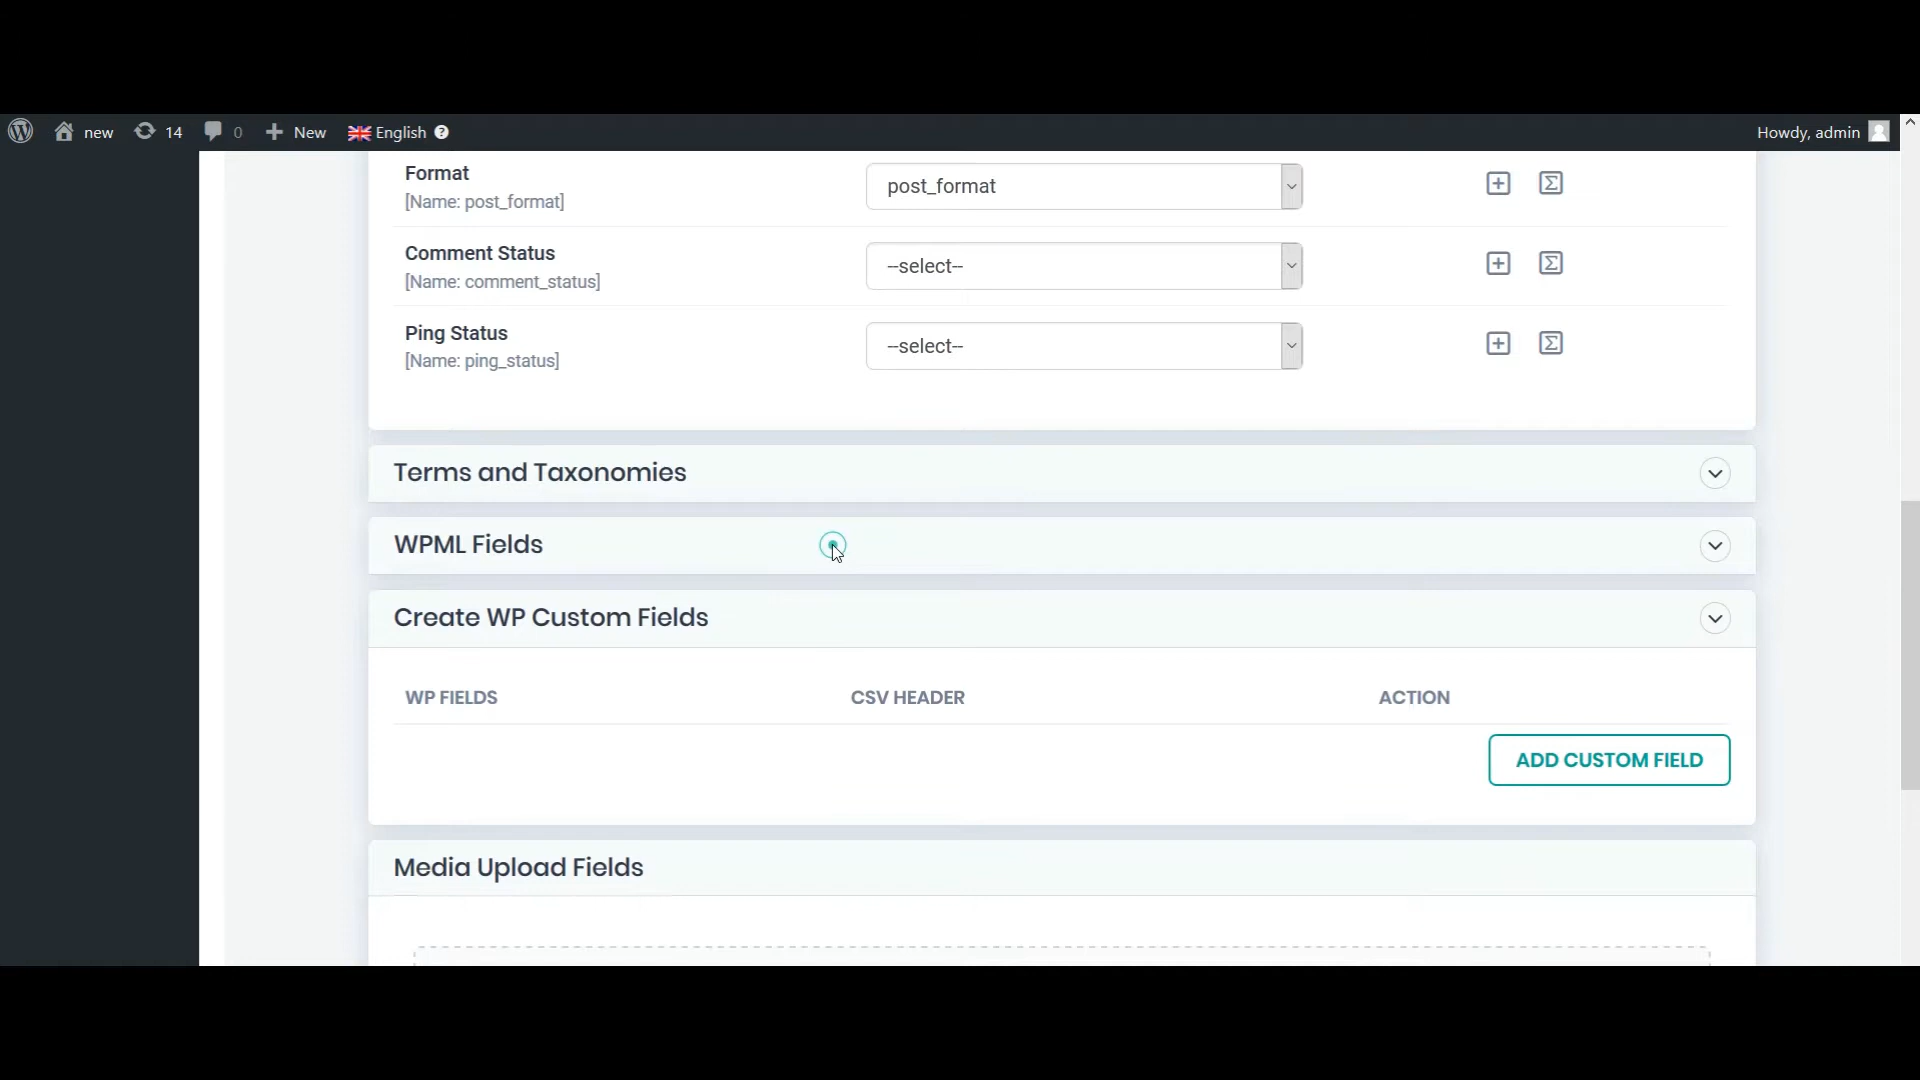 new 14 0 New English Howdy, admin
Format
[Name: post_format]
post_format
Comment Status
[Name: comment_status]
--select--
Ping Status
[Name: ping_status]
--select--
Terms and Taxonomies
WPML Fields
Create WP Custom Fields
WP FIELDS CSV HEADER ACTION
ADD CUSTOM FIELD
Media Upload Fields